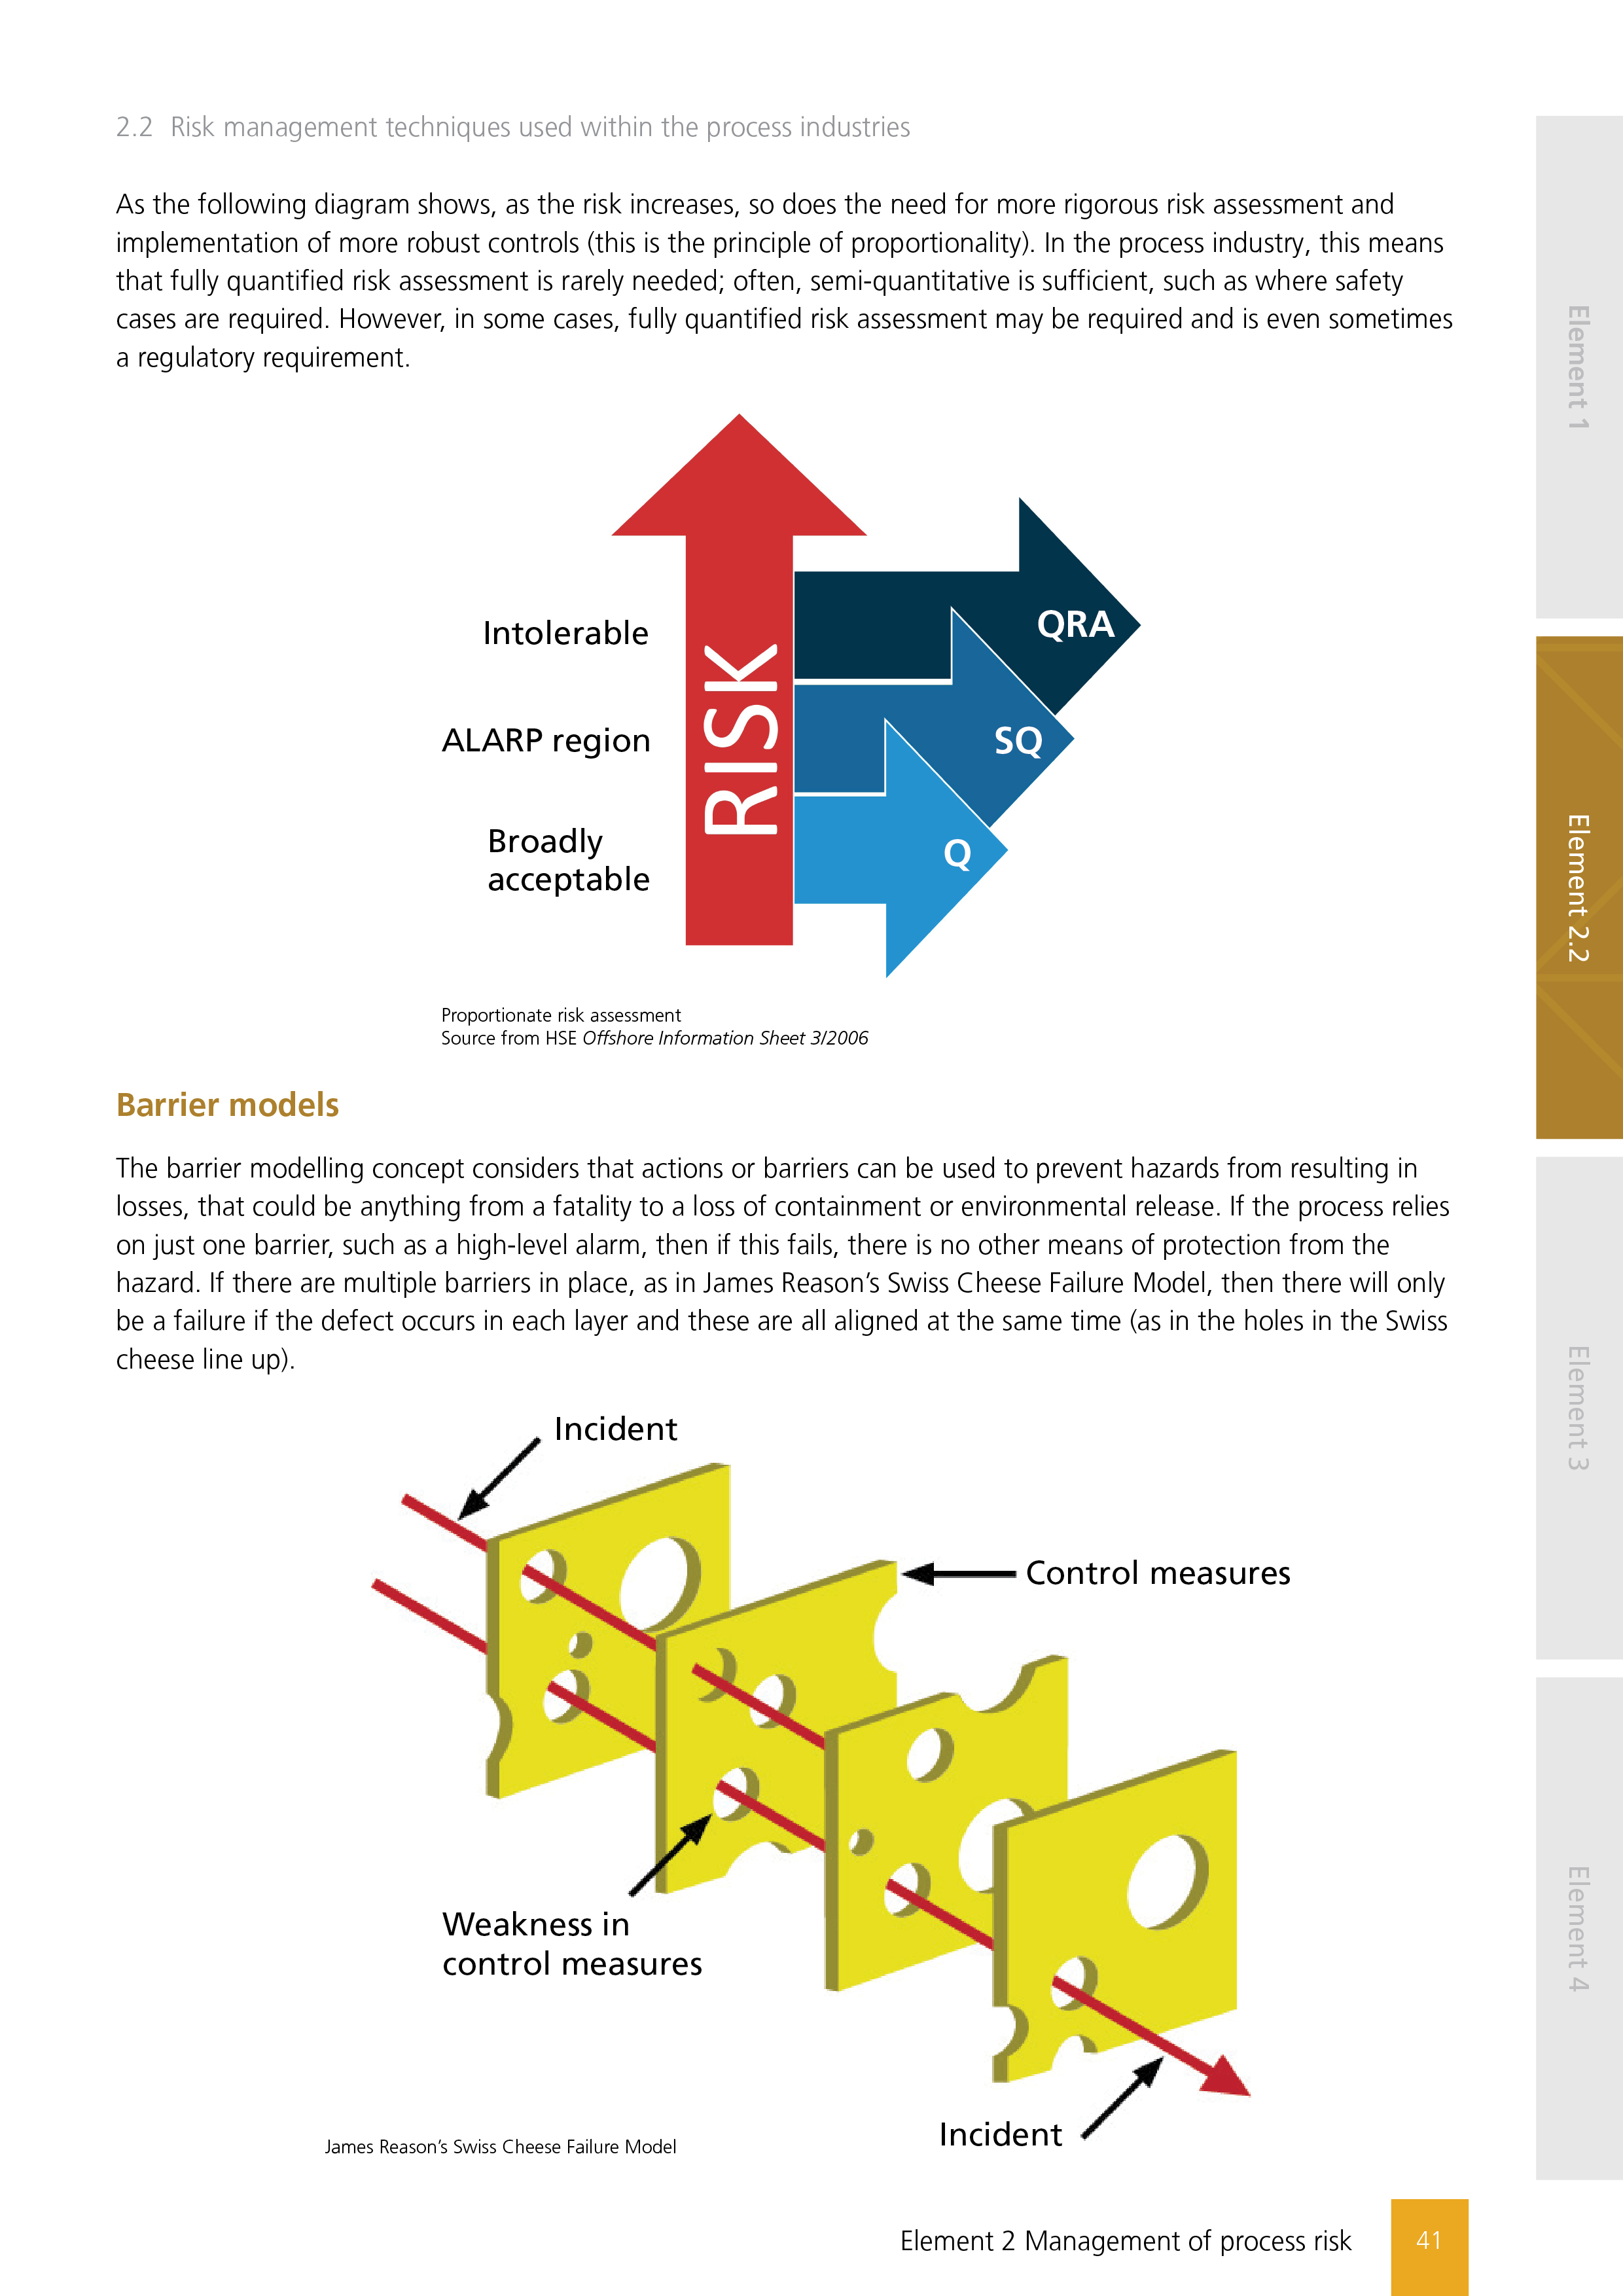 2.2 Risk management techniques used within the process industries
As the following diagram shows, as the risk increases, so does the need for more rigorous risk assessment and
implementation of more robust controls (this is the principle of proportionality). In the process industry, this means
that fully quantified risk assessment is rarely needed; often, semi-quantitative is sufficient, such as where safety
cases are required. However, in some cases, fully quantified risk assessment may be required and is even sometimes
a regulatory requirement.
Intolerable
ALARP region
Broadly
acceptable
RISK
QRA
SQ
Q
Proportionate risk assessment
Source from HSE Offshore Information Sheet 3/2006
Barrier models
The barrier modelling concept considers that actions or barriers can be used to prevent hazards from resulting in
losses, that could be anything from a fatality to a loss of containment or environmental release. If the process relies
on just one barrier, such as a high-level alarm, then if this fails, there is no other means of protection from the
hazard. If there are multiple barriers in place, as in James Reason’s Swiss Cheese Failure Model, then there will only
be a failure if the defect occurs in each layer and these are all aligned at the same time (as in the holes in the Swiss
cheese line up).
Incident
Control measures
Weakness in
control measures
Incident
James Reason’s Swiss Cheese Failure Model
Element 2 Management of process risk
41
Element 1
Element 2.2
Element 3
Element 4